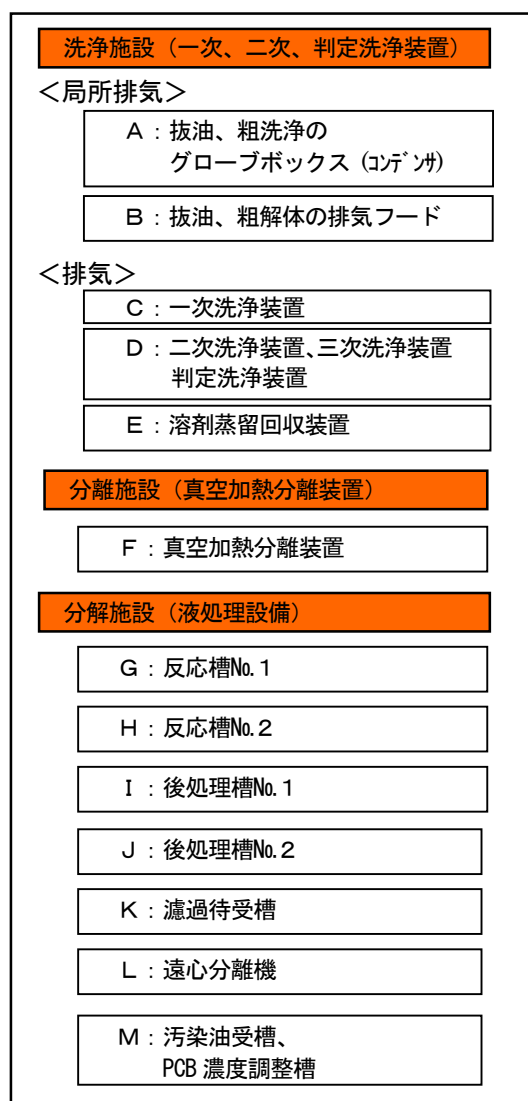 洗浄施設（一次、二次、判定洗浄装置）
＜局所排気＞
Ａ：抜油、粗洗浄の
グローブボックス（ｺﾝﾃﾞﾝｻ）
Ｂ：抜油、粗解体の排気フード
＜排気＞
Ｃ：一次洗浄装置
Ｄ：二次洗浄装置、三次洗浄装置
判定洗浄装置
Ｅ：溶剤蒸留回収装置
分離施設（真空加熱分離装置）
Ｆ：真空加熱分離装置
分解施設（液処理設備）
Ｇ：反応槽№1
Ｈ：反応槽№2
Ｉ：後処理槽№1
Ｊ：後処理槽№2
Ｋ：濾過待受槽
Ｌ：遠心分離機
Ｍ：汚染油受槽、
PCB 濃度調整槽